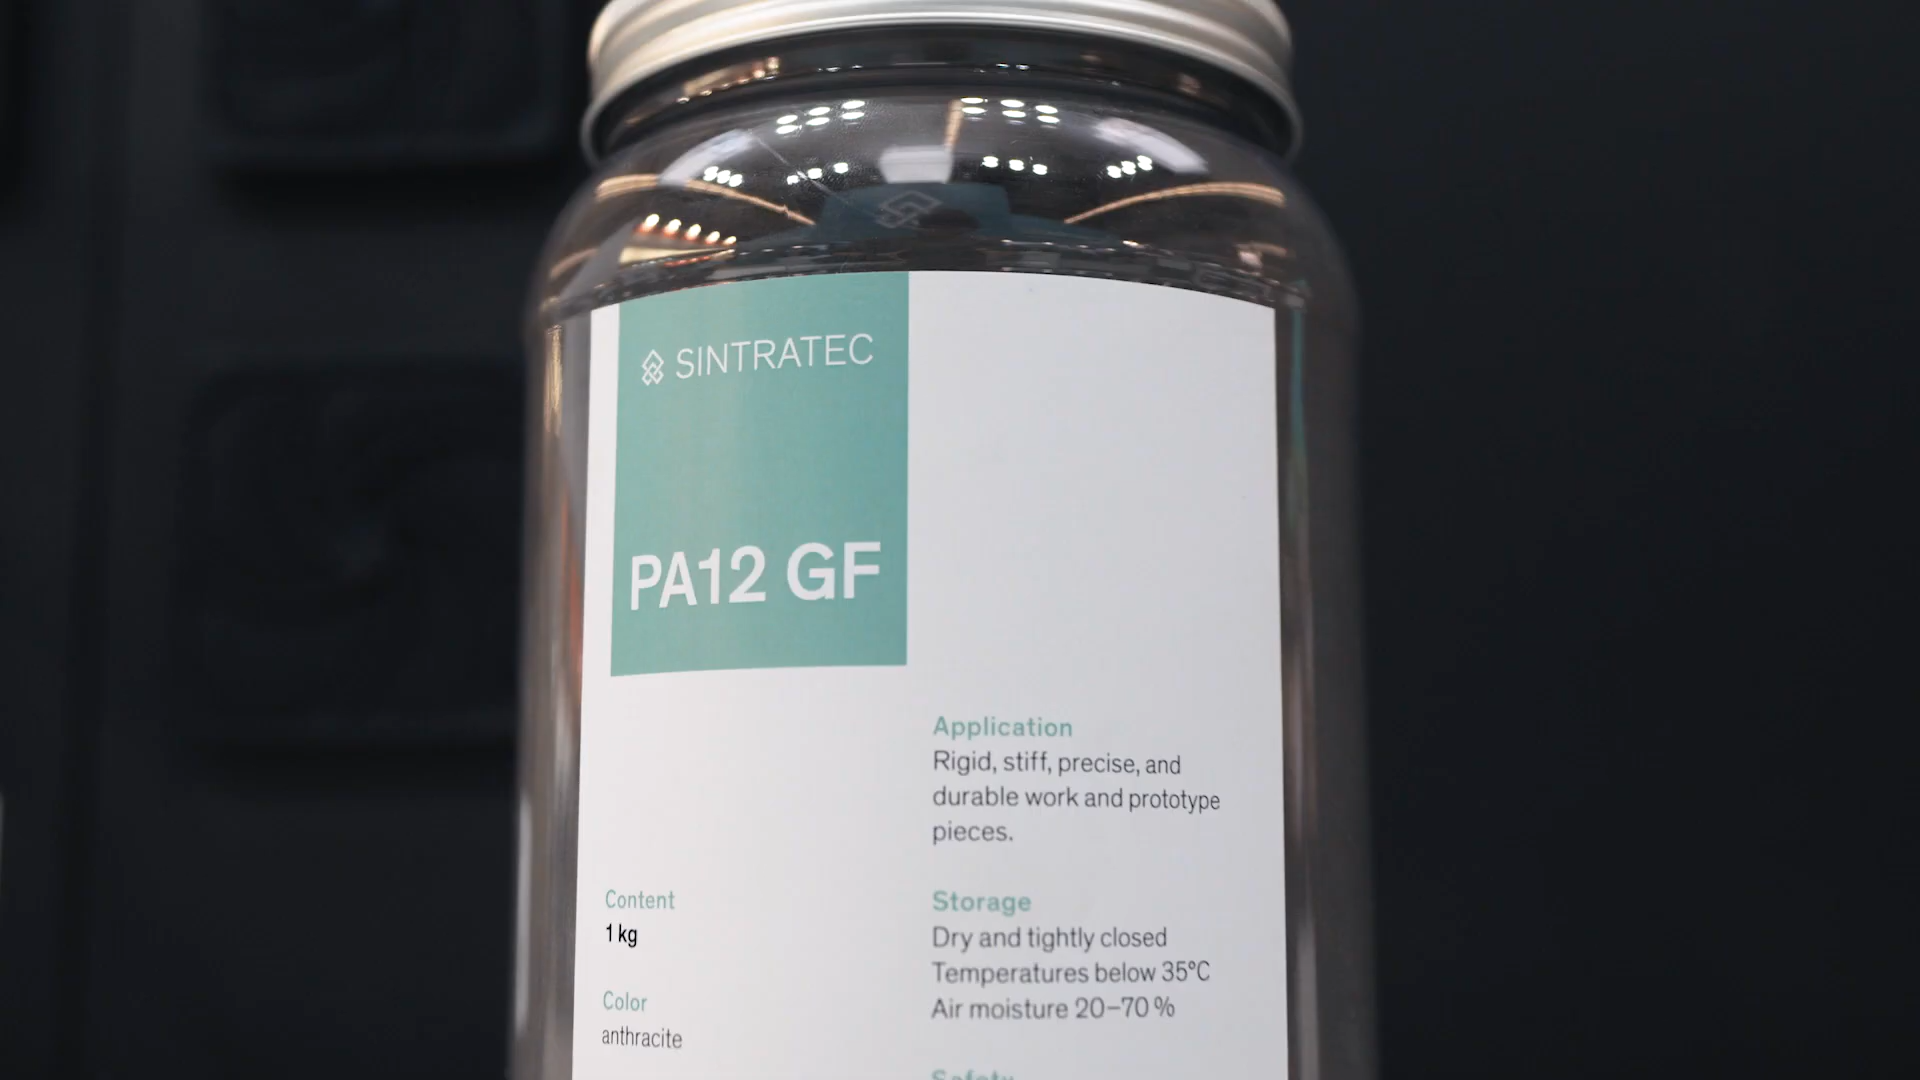 SINTRATEC
PA12 GF
Application
Rigid, stiff, precise, and
durable work and prototype
pieces.
Content
1 kg
Color
anthracite
Storage
Dry and tightly closed
Temperatures below 35°C
Air moisture 20–70 %
Safety